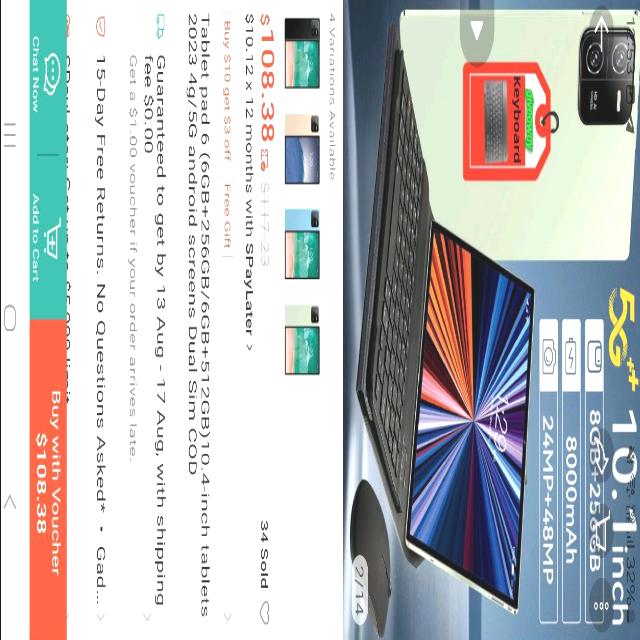 5G++
10.1inch
8GB+256GB
8000mAh
24MP+48MP
Giveaway
Keyboard
2/14
4 Variations Available
$108.38
$117.23
34 Sold
$10.12 x 12 months with SPayLater >
Buy $10 get $3 off
Free Gift
Tablet pad 6 (6GB+256GB/6GB+512GB)10.4-inch tablets
2023 4g/5G android screens Dual Sim COD
Guaranteed to get by 13 Aug - 17 Aug, with shipping
fee $0.00
Get a $1.00 voucher if your order arrives late.
15-Day Free Returns. No Questions Asked* • Gad...
Chat Now
Add to Cart
Buy with Voucher
$108.38